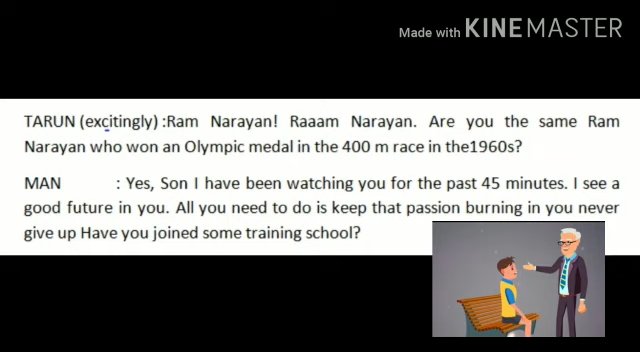 Made with KINEMASTER
TARUN (excitingly) :Ram Narayan! Raaam Narayan. Are you the same Ram
Narayan who won an Olympic medal in the 400 m race in the1960s?
MAN : Yes, Son I have been watching you for the past 45 minutes. I see a
good future in you. All you need to do is keep that passion burning in you never
give up Have you joined some training school?